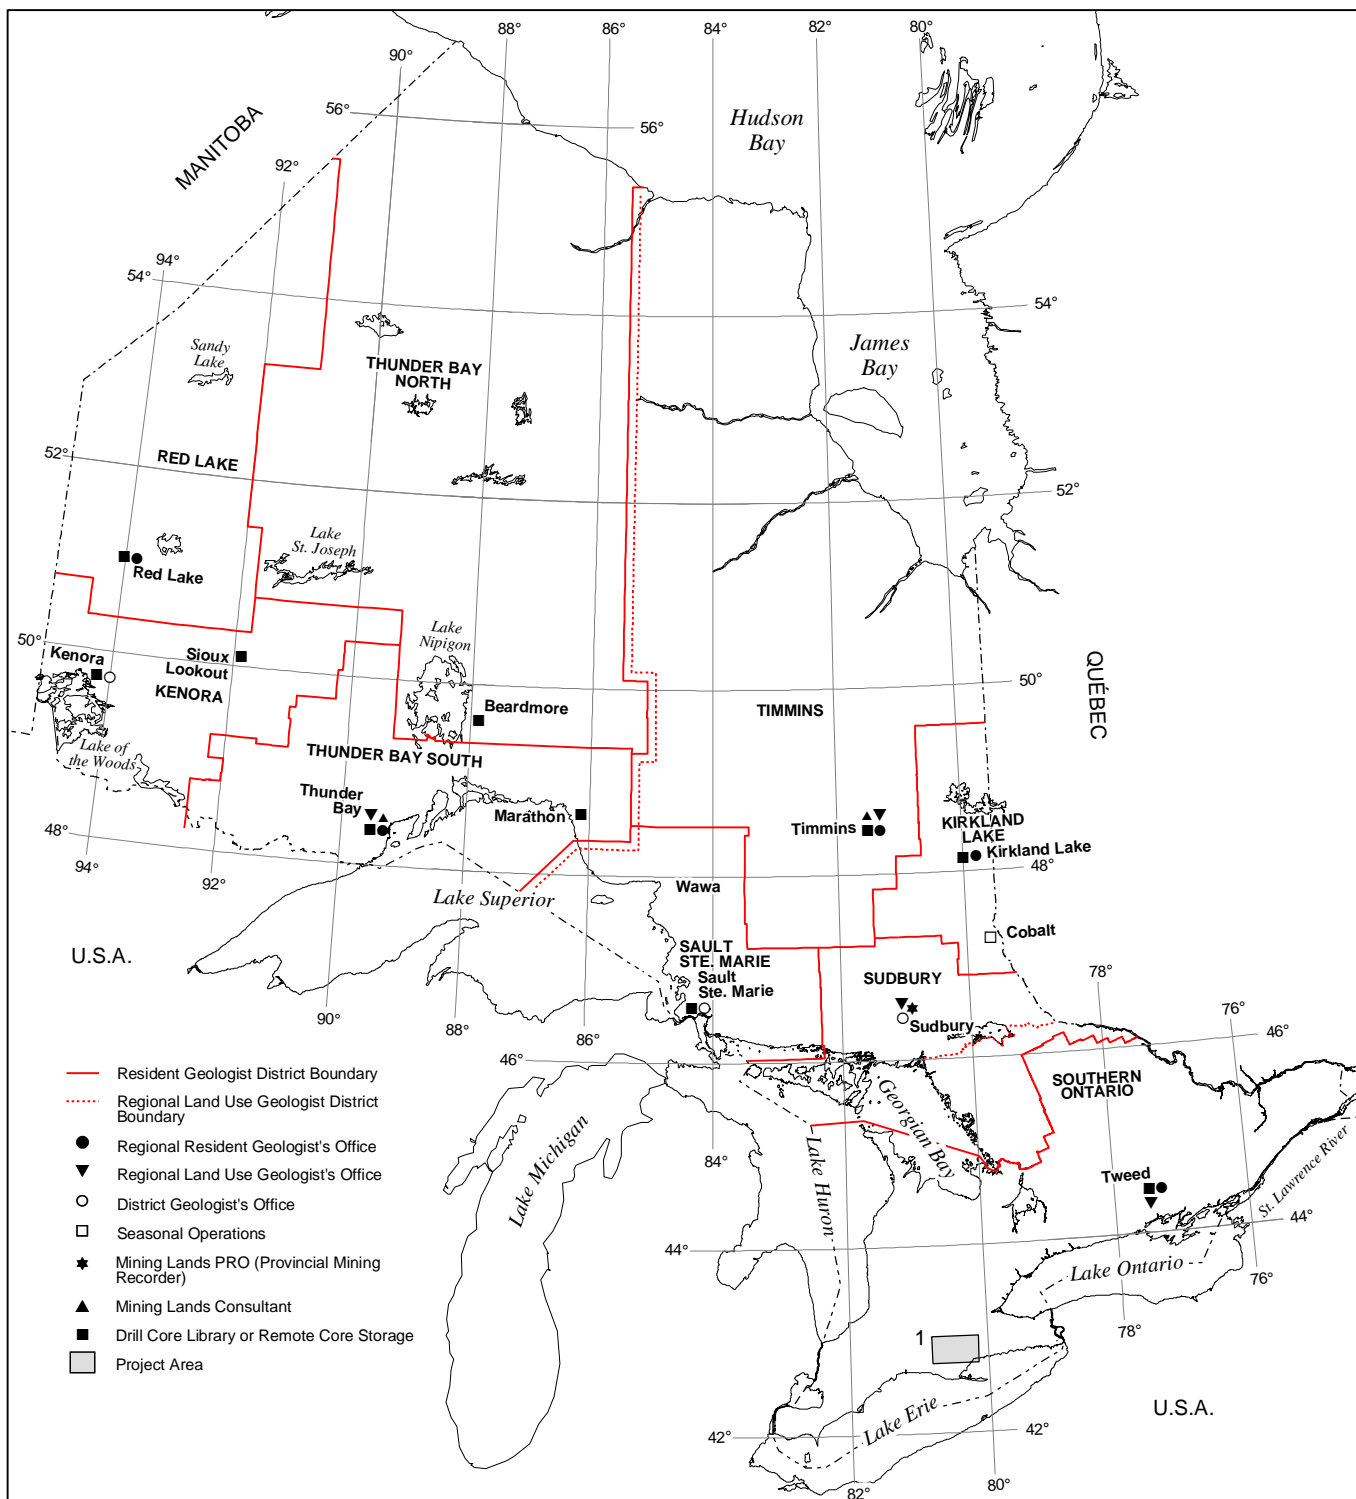 88°
86°
84°
82°
80°
90°
56°
56°
Hudson
Bay
MANITOBA
92°
94°
54°
54°
Sandy
Lake
THUNDER BAY
NORTH
James
Bay
52°
RED LAKE
52°
Lake
St. Joseph
Red Lake
50°
Kenora
Sioux
Lookout
KENORA
Lake
Nipigon
Beardmore
50°
TIMMINS
QUÉBEC
Lake of
the Woods
THUNDER BAY SOUTH
Thunder
Bay
Marathon
Timmins
KIRKLAND
LAKE
Kirkland Lake
48°
48°
94°
92°
Lake Superior
Wawa
Cobalt
U.S.A.
SAULT
STE. MARIE
Sault
Ste. Marie
SUDBURY
Sudbury
78°
76°
90°
88°
86°
46°
46°
Resident Geologist District Boundary
Regional Land Use Geologist District
Boundary
Regional Resident Geologist's Office
Regional Land Use Geologist's Office
District Geologist's Office
Seasonal Operations
Mining Lands PRO (Provincial Mining
Recorder)
Mining Lands Consultant
Drill Core Library or Remote Core Storage
Project Area
SOUTHERN
ONTARIO
Georgian Bay
Lake Michigan
84°
Lake Huron
Tweed
St. Lawrence River
44°
44°
Lake Ontario
76°
78°
1
Lake Erie
U.S.A.
42°
42°
82°
80°